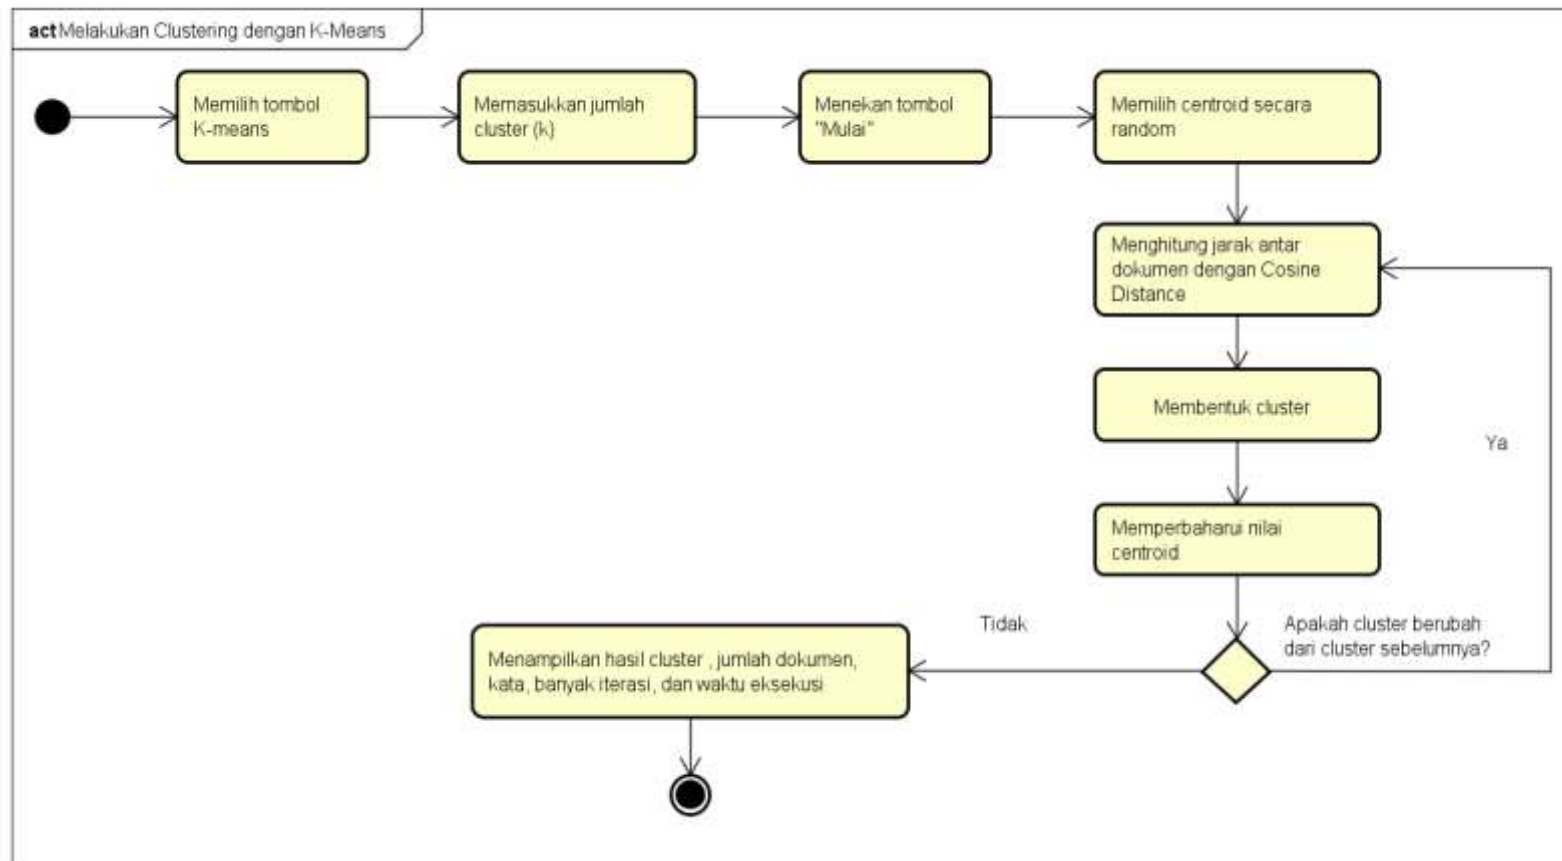 act Melakukan Clustering dengan K-Means
Memilih tombol
K-means
Memasukkan jumlah
cluster (k)
Menekan tombol
"Mulai"
Memilih centroid secara
random
Menghitung jarak antar
dokumen dengan Cosine
Distance
Membentuk cluster
Ya
Memperbaharui nilai
centroid
Tidak
Apakah cluster berubah
dari cluster sebelumnya?
Menampilkan hasil cluster , jumlah dokumen,
kata, banyak iterasi, dan waktu eksekusi